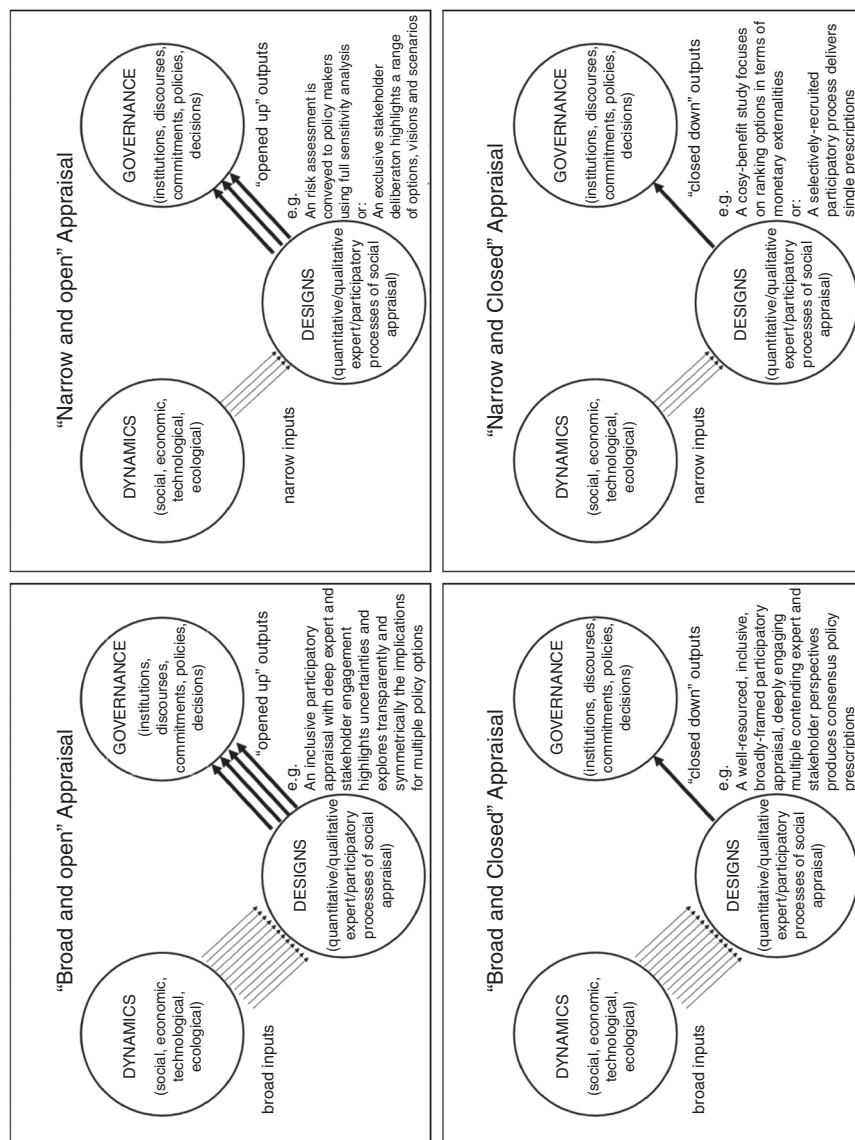 “Broad and open” Appraisal
DYNAMICS
(social, economic,
technological,
ecological)
GOVERNANCE
(institutions,
discourses,
commitments, policies,
decisions)
broad inputs
“opened up” outputs
DESIGNS
(quantitative/qualitative
expert/participatory
processes of social
appraisal)
e.g.
An inclusive participatory
appraisal with deep expert and
stakeholder engagement
highlights uncertainties and
explores transparently and
symmetrically the implications
for multiple policy options
“Narrow and open” Appraisal
DYNAMICS
(social, economic,
technological,
ecological)
GOVERNANCE
(institutions, discourses,
commitments, policies,
decisions)
narrow inputs
“opened up” outputs
DESIGNS
(quantitative/qualitative
expert/participatory
processes of social
appraisal)
e.g.
An risk assessment is
conveyed to policy makers
using full sensitivity analysis
or:
An exclusive stakeholder
deliberaton highlights a range
of options, visions and scenarios
“Broad and Closed” Appraisal
DYNAMICS
(social, economic,
technological,
ecological)
GOVERNANCE
(institutions, discourses,
commitments, policies,
decisions)
broad inputs
“closed down” outputs
DESIGNS
(quantitative/qualitative
expert/participatory
processes of social
appraisal)
e.g.
A well-resourced, inclusive,
broadly-framed participatory
appraisal, deeply engaging
multiple contending expert and
stakeholder perspectives
produces consensus policy
prescriptions
“Narrow and Closed” Appraisal
DYNAMICS
(social, economic,
technological,
ecological)
GOVERNANCE
(institutions, discourses,
commitments, policies,
decisions)
narrow inputs
“closed down” outputs
DESIGNS
(quantitative/qualitative
expert/participatory
processes of social
appraisal)
e.g.
A cosy-benefit study focuses
on ranking options in terms of
monetary externalities
or:
A selectively-recruited
participatory process delivers
single prescriptions